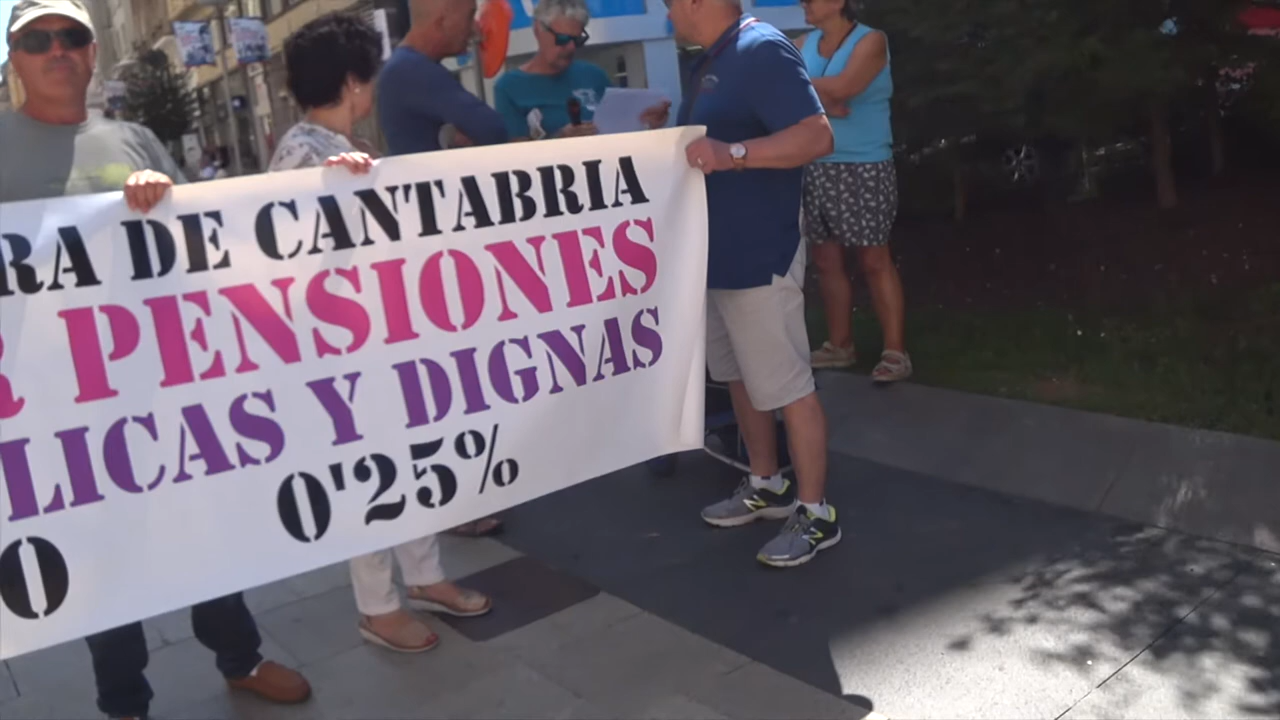 RA DE CANTABRIA
R PENSIONES
LICAS Y DIGNAS
0'25%
O